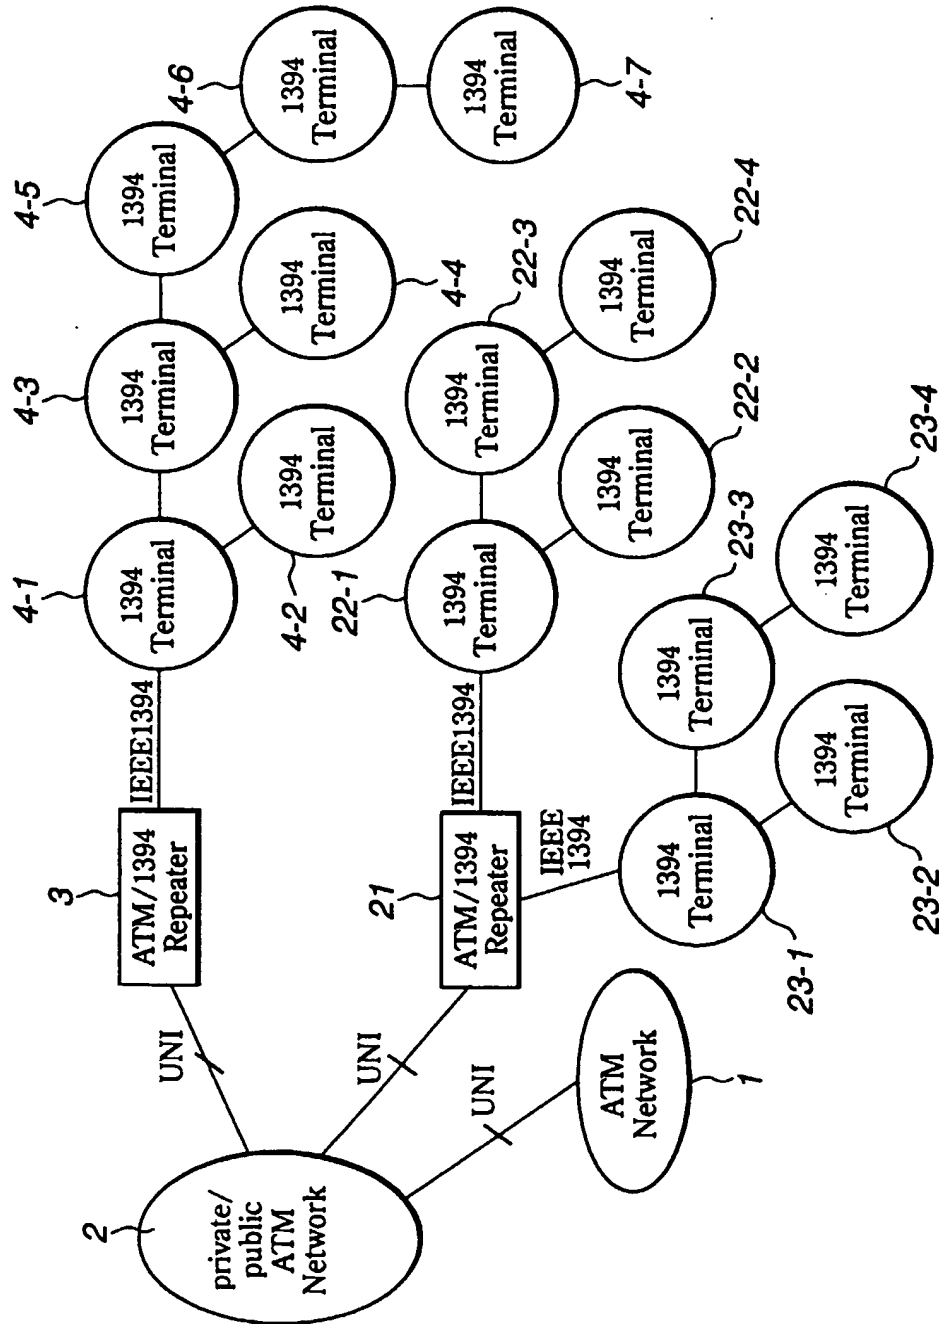 2
private/
public
ATM
Network
UNI
UNI
UNI
ATM
Network
1
3
ATM/1394
Repeater
IEEE1394
4-1
1394
Terminal
4-3
1394
Terminal
4-5
1394
Terminal
4-2
1394
Terminal
4-4
1394
Terminal
4-6
1394
Terminal
4-7
1394
Terminal
21
ATM/1394
Repeater
IEEE1394
22-1
1394
Terminal
22-3
1394
Terminal
22-2
1394
Terminal
22-4
1394
Terminal
IEEE
1394
23-1
1394
Terminal
23-3
1394
Terminal
23-2
1394
Terminal
23-4
1394
Terminal